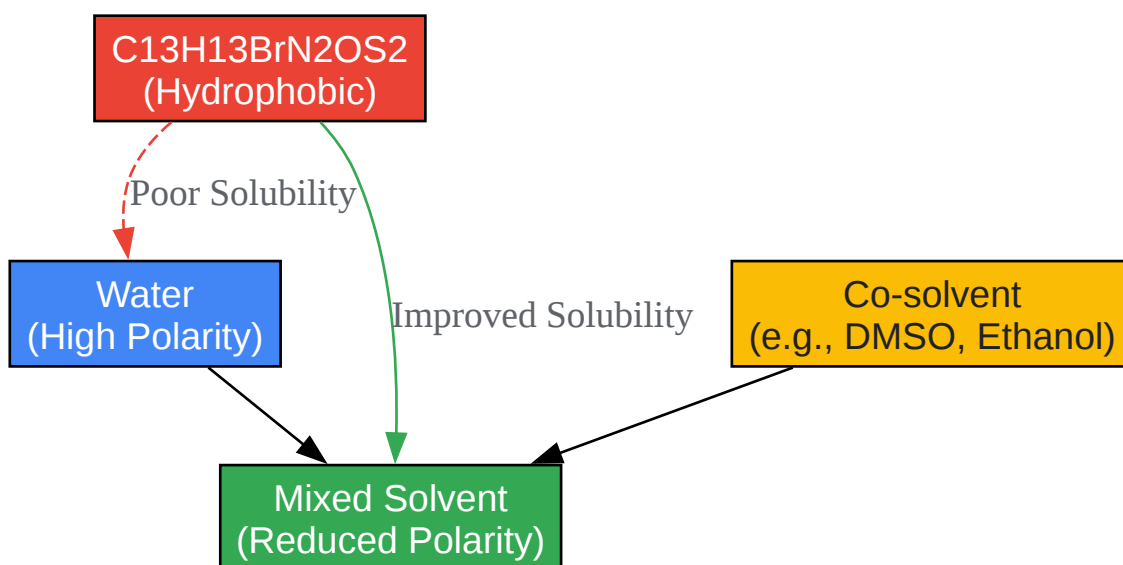 C13H13BrN2OS2
(Hydrophobic)
Poor Solubility
Water
(High Polarity)
Improved Solubility
Co-solvent
(e.g., DMSO, Ethanol)
Mixed Solvent
(Reduced Polarity)